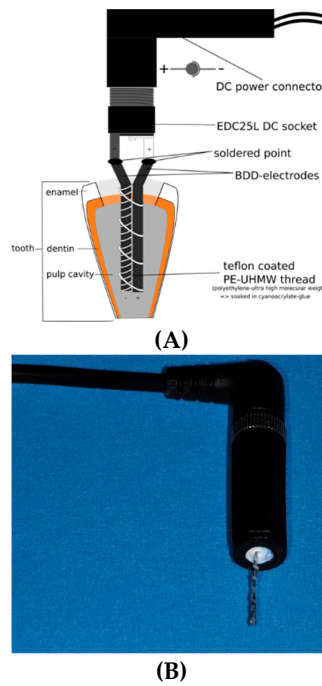 + -
DC power connecto
EDC25L DC socket
soldered point
BDD-electrodes
enamel
tooth
dentin
pulp cavity
teflon coated
PE-UHMW thread
(polyethylene-ultra high molecular weigh
=> soaked in cyanoacrylate-glue
- +
(A)
(B)